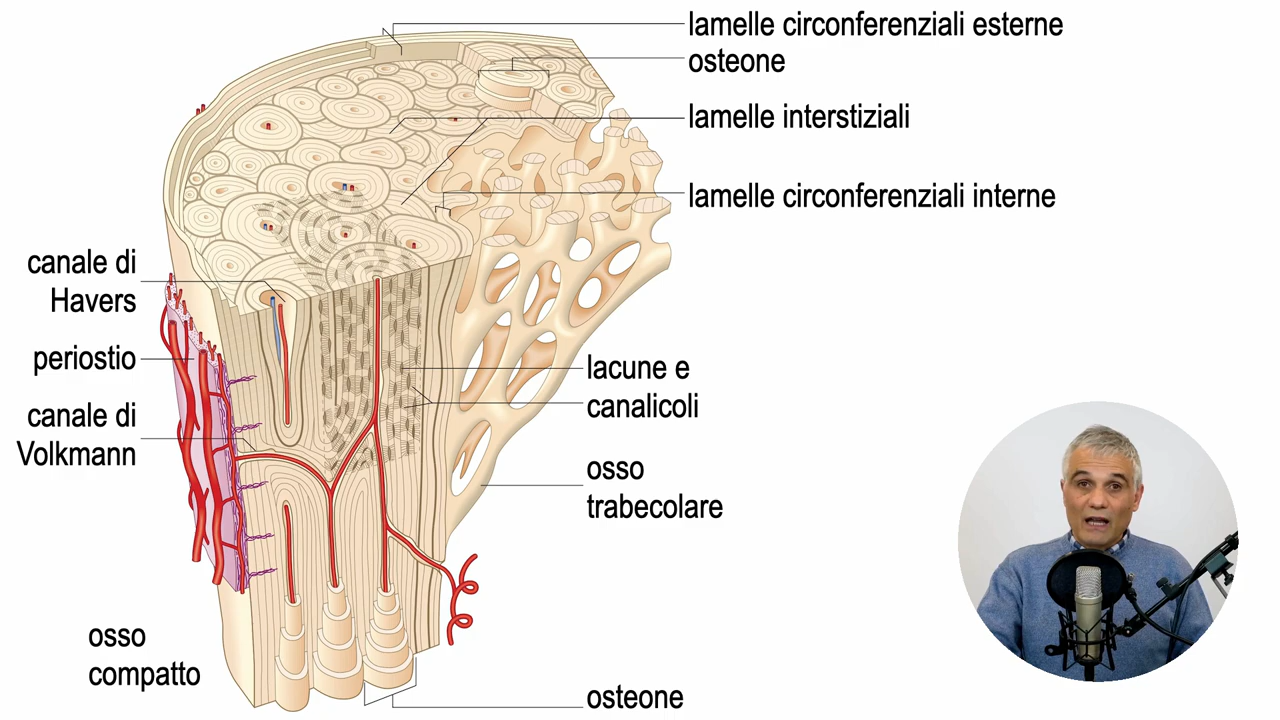 lamelle circonferenziali esterne
osteone
lamelle interstiziali
lamelle circonferenziali interne
canale di
Havers
periostio
canale di
Volkmann
lacune e
canalicoli
osso
trabecolare
osso
compatto
osteone